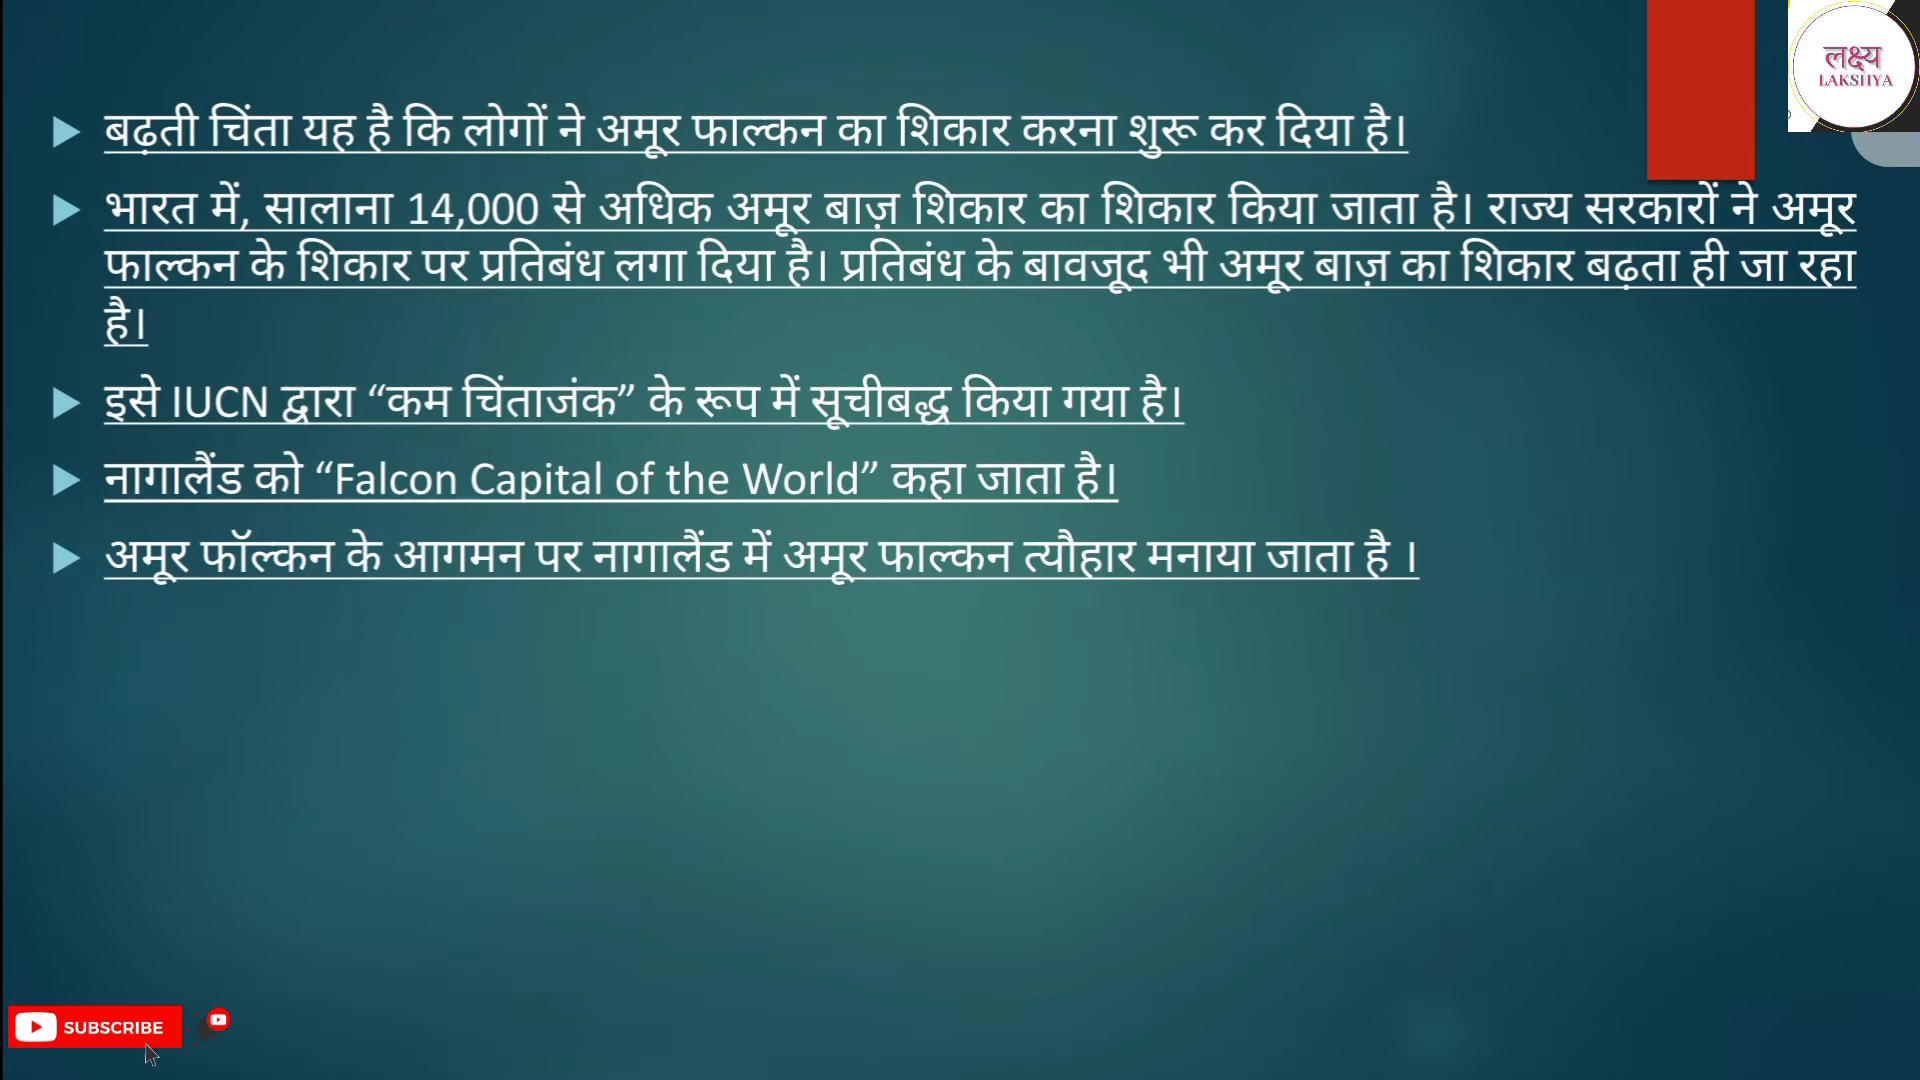 लक्ष्य
LAKSHYA
बढ़ती चिंता यह है कि लोगों ने अमूर फाल्कन का शिकार करना शुरू कर दिया है।
भारत में, सालाना 14,000 से अधिक अमूर बाज़ शिकार का शिकार किया जाता है। राज्य सरकारों ने अमूर
फाल्कन के शिकार पर प्रतिबंध लगा दिया है। प्रतिबंध के बावजूद भी अमूर बाज़ का शिकार बढ़ता ही जा रहा
है।
इसे IUCN द्वारा “कम चिंताजंक” के रूप में सूचीबद्ध किया गया है।
नागालैंड को “Falcon Capital of the World” कहा जाता है।
अमूर फॉल्कन के आगमन पर नागालैंड में अमूर फाल्कन त्यौहार मनाया जाता है ।
SUBSCRIBE